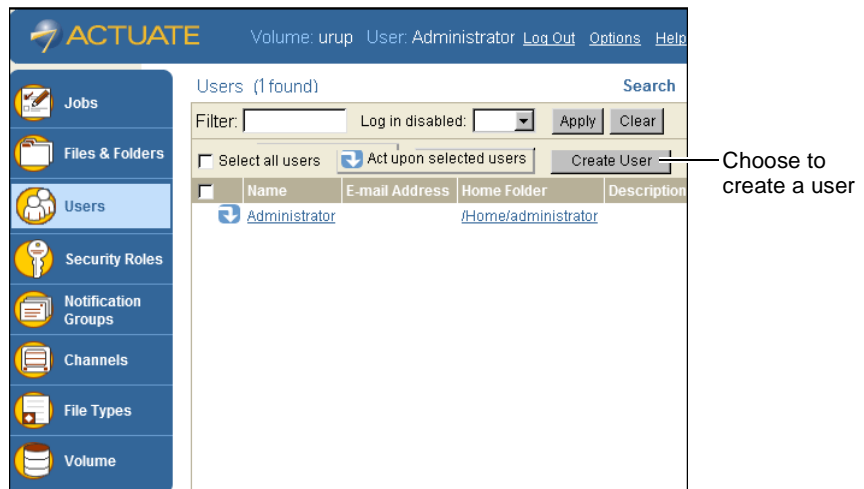 ACTUATE
Volume: urup User: Administrator Log Out Options Help
Jobs
Files & Folders
Users
Security Roles
Notification
Groups
Channels
File Types
Volume
Users (1 found) Search
Filter: Log in disabled: Apply Clear
Select all users Act upon selected users Create User
Name E-mail Address Home Folder Description
Administrator /Home/administrator
Choose to
create a user